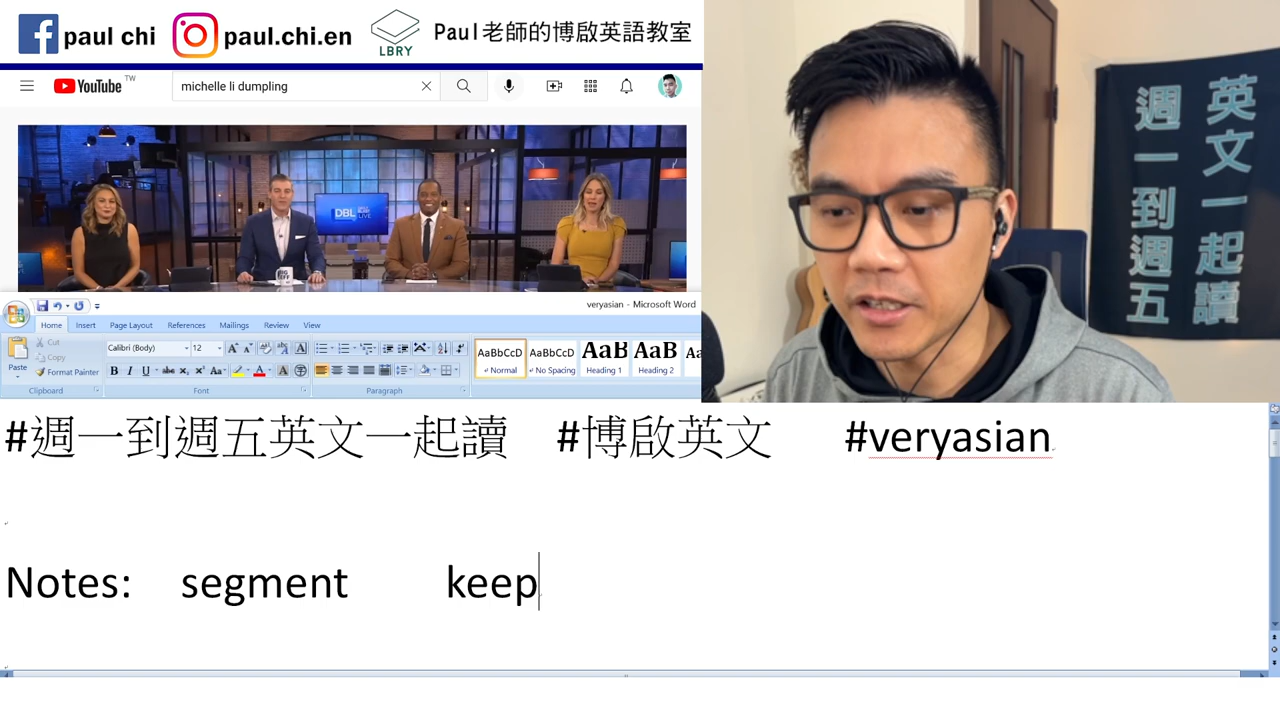 paul chi
paul.chi.en
LBRY
Paul老師的博啟英語教室
YouTube TW
michelle li dumpling
DBL
LIVE
英文一起讀
週一到週五
veryasian - Microsoft Word
Home Insert Page Layout References Mailings Review View
Cut
Copy
Paste
Format Painter
Calibri (Body)
12
AaBbCcD
AaBbCcD
AaB
AaB
Normal
No Spacing
Heading 1
Heading 2
Clipboard
Font
Paragraph
#週一到週五英文一起讀 #博啟英文 #veryasian
Notes: segment keep